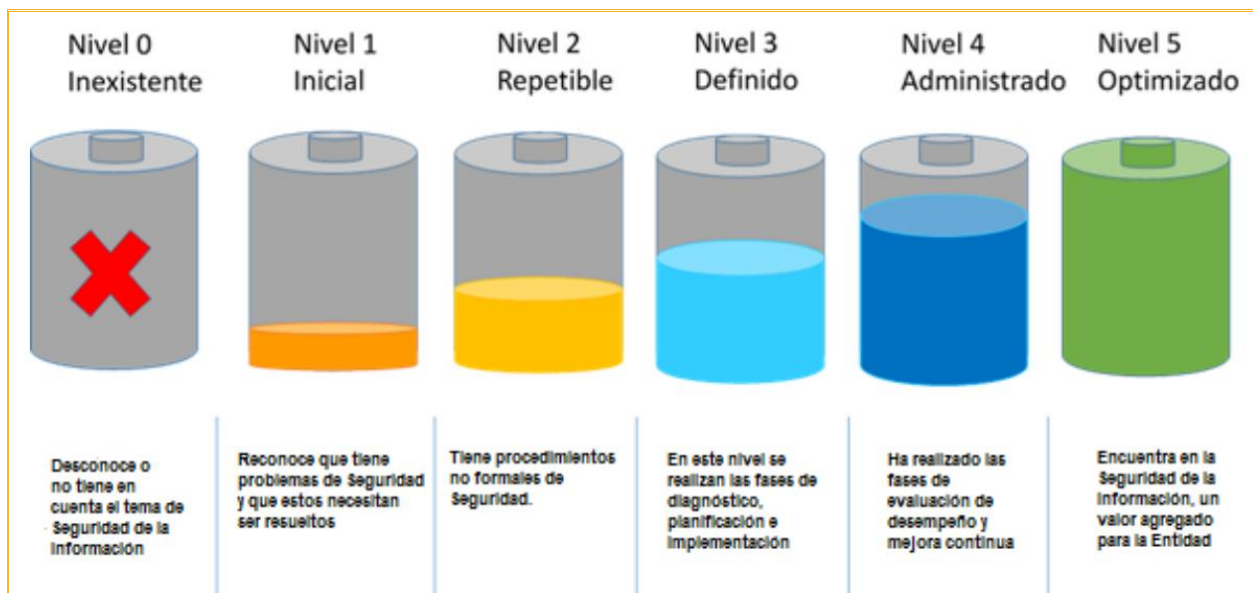 Nivel 0
Inexistente
Nivel 1
Inicial
Nivel 2
Repetible
Nivel 3
Definido
Nivel 4
Administrado
Nivel 5
Optimizado
Desconoce o
no tiene en
cuenta el tema de
Seguridad de la
Información
Reconoce que tiene
problemas de Seguridad
y que estos necesitan
ser resueltos
Tiene procedimientos
no formales de
Seguridad.
En este nivel se
realizan las fases de
diagnóstico,
planificación e
implementación
Ha realizado las
fases de
evaluación de
desempeño y
mejora continua
Encuentra en la
Seguridad de la
Información, un
valor agregado
para la Entidad